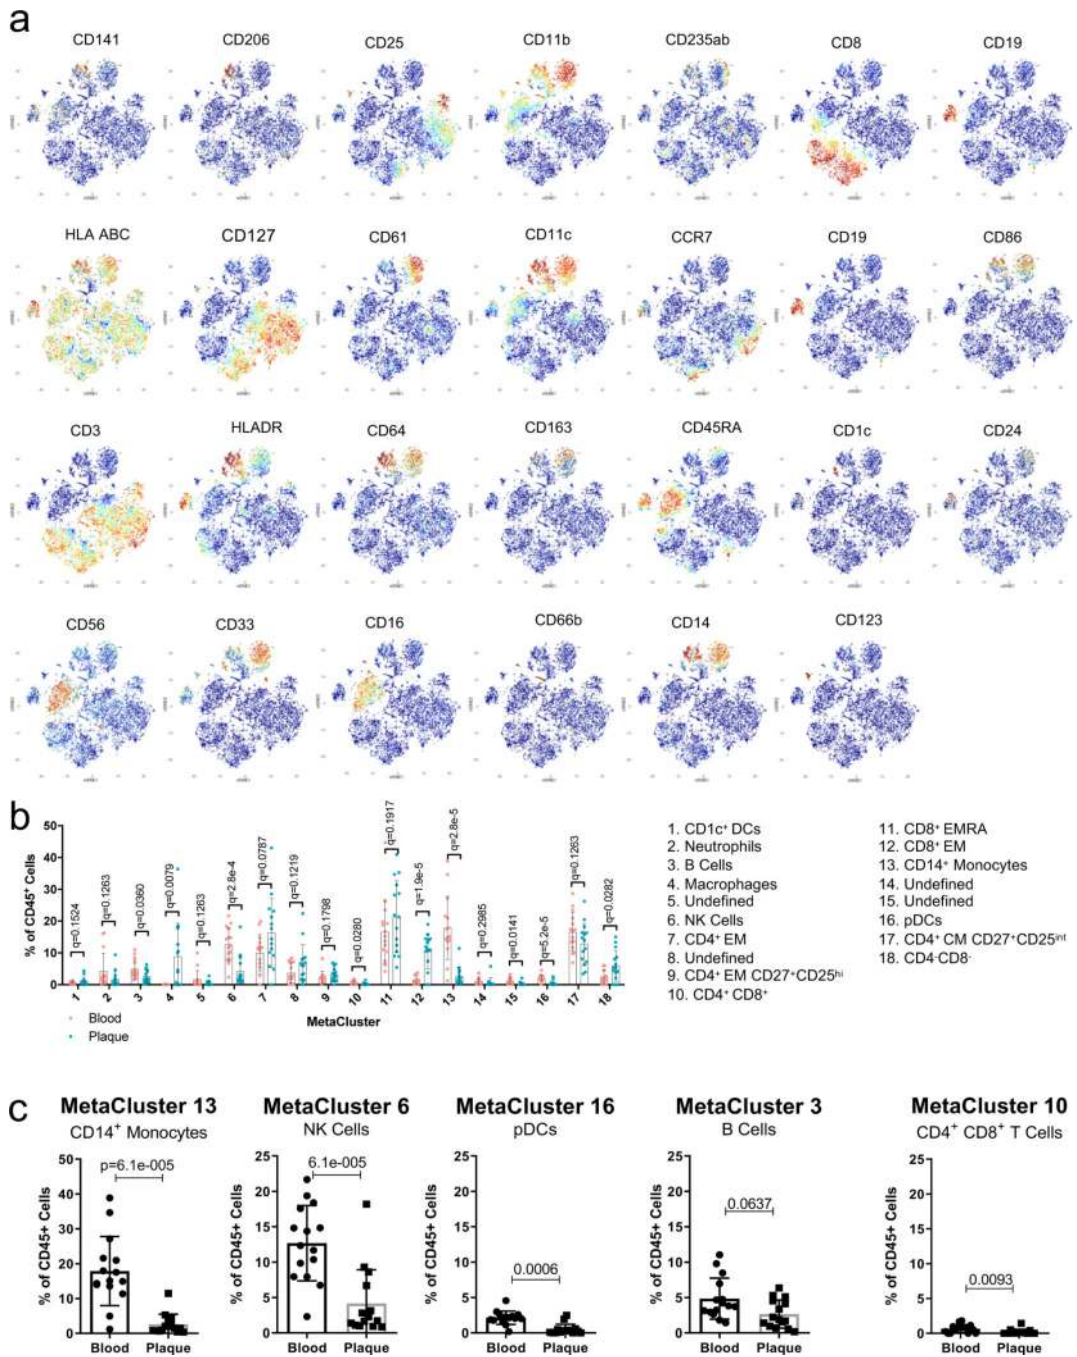 a
CD141 CD206 CD25 CD11b CD235ab CD8 CD19
HLA ABC CD127 CD61 CD11c CCR7 CD19 CD86
CD3 HLADR CD64 CD163 CD45RA CD1c CD24
CD56 CD33 CD16 CD66b CD14 CD123
b
% of CD45⁺ Cells
50
40
30
20
10
0
q=0.1524 q=0.1263 q=0.0360 q=0.0079 q=0.1263 q=2.8e-4 q=0.0787 q=0.1219 q=0.1798 q=0.0280 q=0.1917 q=1.9e-5 q=2.8e-5 q=0.2985 q=0.0141 q=5.2e-5 q=0.1263 q=0.0282
1 2 3 4 5 6 7 8 9 10 11 12 13 14 15 16 17 18
MetaCluster
Blood
Plaque
1. CD1c⁺ DCs
2. Neutrophils
3. B Cells
4. Macrophages
5. Undefined
6. NK Cells
7. CD4⁺ EM
8. Undefined
9. CD4⁺ EM CD27⁺CD25ʰⁱ
10. CD4⁺ CD8⁺
11. CD8⁺ EMRA
12. CD8⁺ EM
13. CD14⁺ Monocytes
14. Undefined
15. Undefined
16. pDCs
17. CD4⁺ CM CD27⁺CD25ⁱⁿᵗ
18. CD4⁻CD8⁻
c
MetaCluster 13
CD14⁺ Monocytes
% of CD45+ Cells
50
40
30
20
10
0
p=6.1e-005
Blood Plaque
MetaCluster 6
NK Cells
% of CD45+ Cells
25
20
15
10
5
0
6.1e-005
Blood Plaque
MetaCluster 16
pDCs
% of CD45+ Cells
25
20
15
10
5
0
0.0006
Blood Plaque
MetaCluster 3
B Cells
% of CD45+ Cells
25
20
15
10
5
0
0.0637
Blood Plaque
MetaCluster 10
CD4⁺ CD8⁺ T Cells
% of CD45+ Cells
25
20
15
10
5
0
0.0093
Blood Plaque